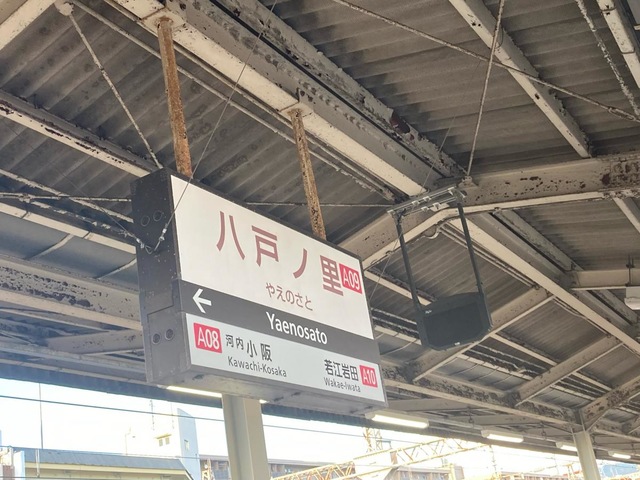 八戸ノ里 A09
やえのさと
← Yaenosato
A08 河内小阪
Kawachi-Kosaka
若江岩田 A10
Wakae-Iwata